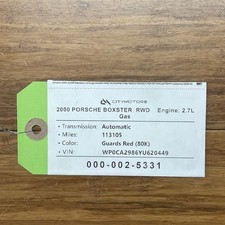 CITYMOTORS
2000 PORSCHE BOXSTER RWD Engine: 2.7L
Gas
• Transmission: Automatic
• Miles: 113105
• Color: Guards Red (80K)
• VIN: WP0CA2986YU620449
000-002-5331